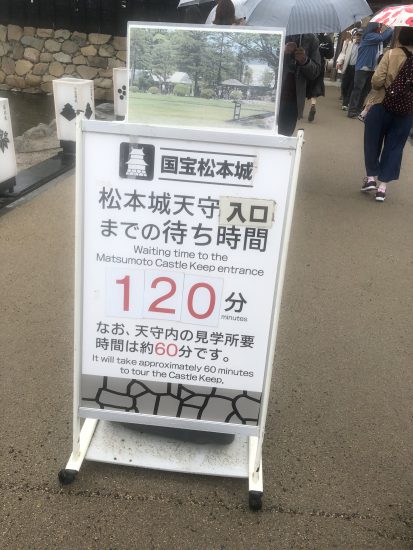 国宝松本城
松本城天守入口
までの待ち時間
Waiting time to the
Matsumoto Castle Keep entrance
120分
minutes
なお、天守内の見学所要
時間は約60分です。
It will take approximately 60 minutes
to tour the Castle Keep.